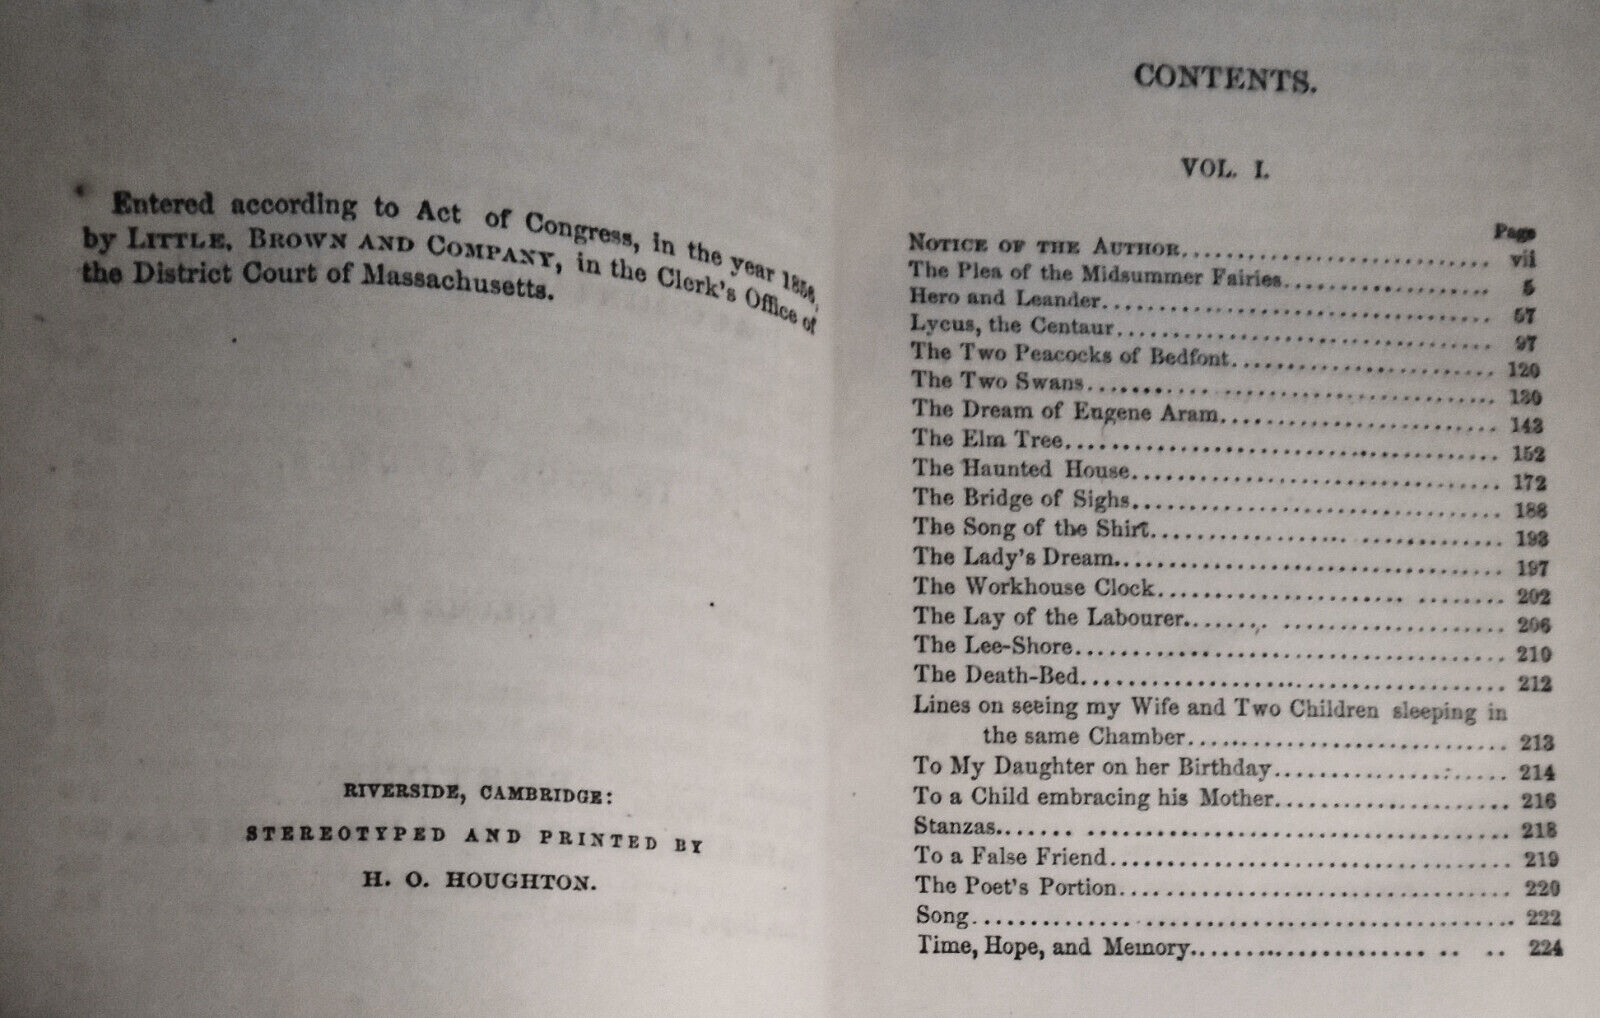 Entered according to Act of Congress, in the year 1856,
by LITTLE, BROWN AND COMPANY, in the Clerk's Office of
the District Court of Massachusetts.
RIVERSIDE, CAMBRIDGE:
STEREOTYPED AND PRINTED BY
H. O. HOUGHTON.
CONTENTS.
VOL. I.
Page
NOTICE OF THE AUTHOR................................ vii
The Plea of the Midsummer Fairies..................... 5
Hero and Leander........................................ 57
Lycus, the Centaur...................................... 97
The Two Peacocks of Bedfont.......................... 120
The Two Swans......................................... 130
The Dream of Eugene Aram........................... 143
The Elm Tree.......................................... 152
The Haunted House.................................... 172
The Bridge of Sighs.................................... 188
The Song of the Shirt.................................. 193
The Lady's Dream...................................... 197
The Workhouse Clock.................................. 202
The Lay of the Labourer............................... 206
The Lee-Shore......................................... 210
The Death-Bed......................................... 212
Lines on seeing my Wife and Two Children sleeping in
the same Chamber................................ 213
To My Daughter on her Birthday....................... 214
To a Child embracing his Mother....................... 216
Stanzas................................................ 218
To a False Friend...................................... 219
The Poet's Portion..................................... 220
Song................................................... 222
Time, Hope, and Memory.............................. 224